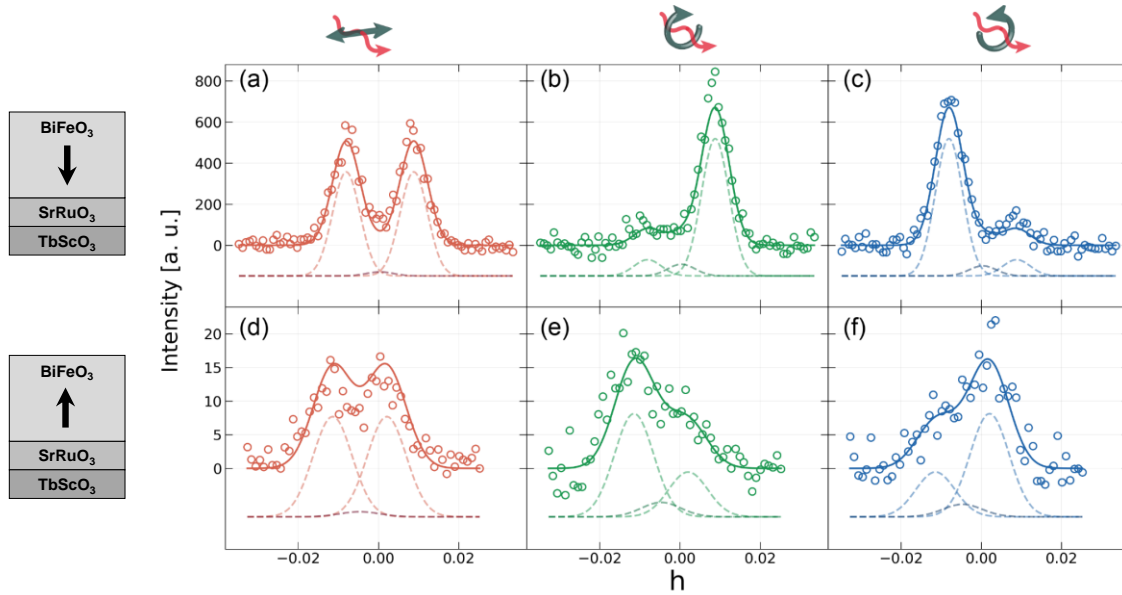 (a)
(b)
(c)
800
600
400
200
0
BiFeO₃
SrRuO₃
TbScO₃
Intensity [a. u.]
(d)
(e)
(f)
20
15
10
5
0
BiFeO₃
SrRuO₃
TbScO₃
−0.02 0.00 0.02
−0.02 0.00 0.02
−0.02 0.00 0.02
h